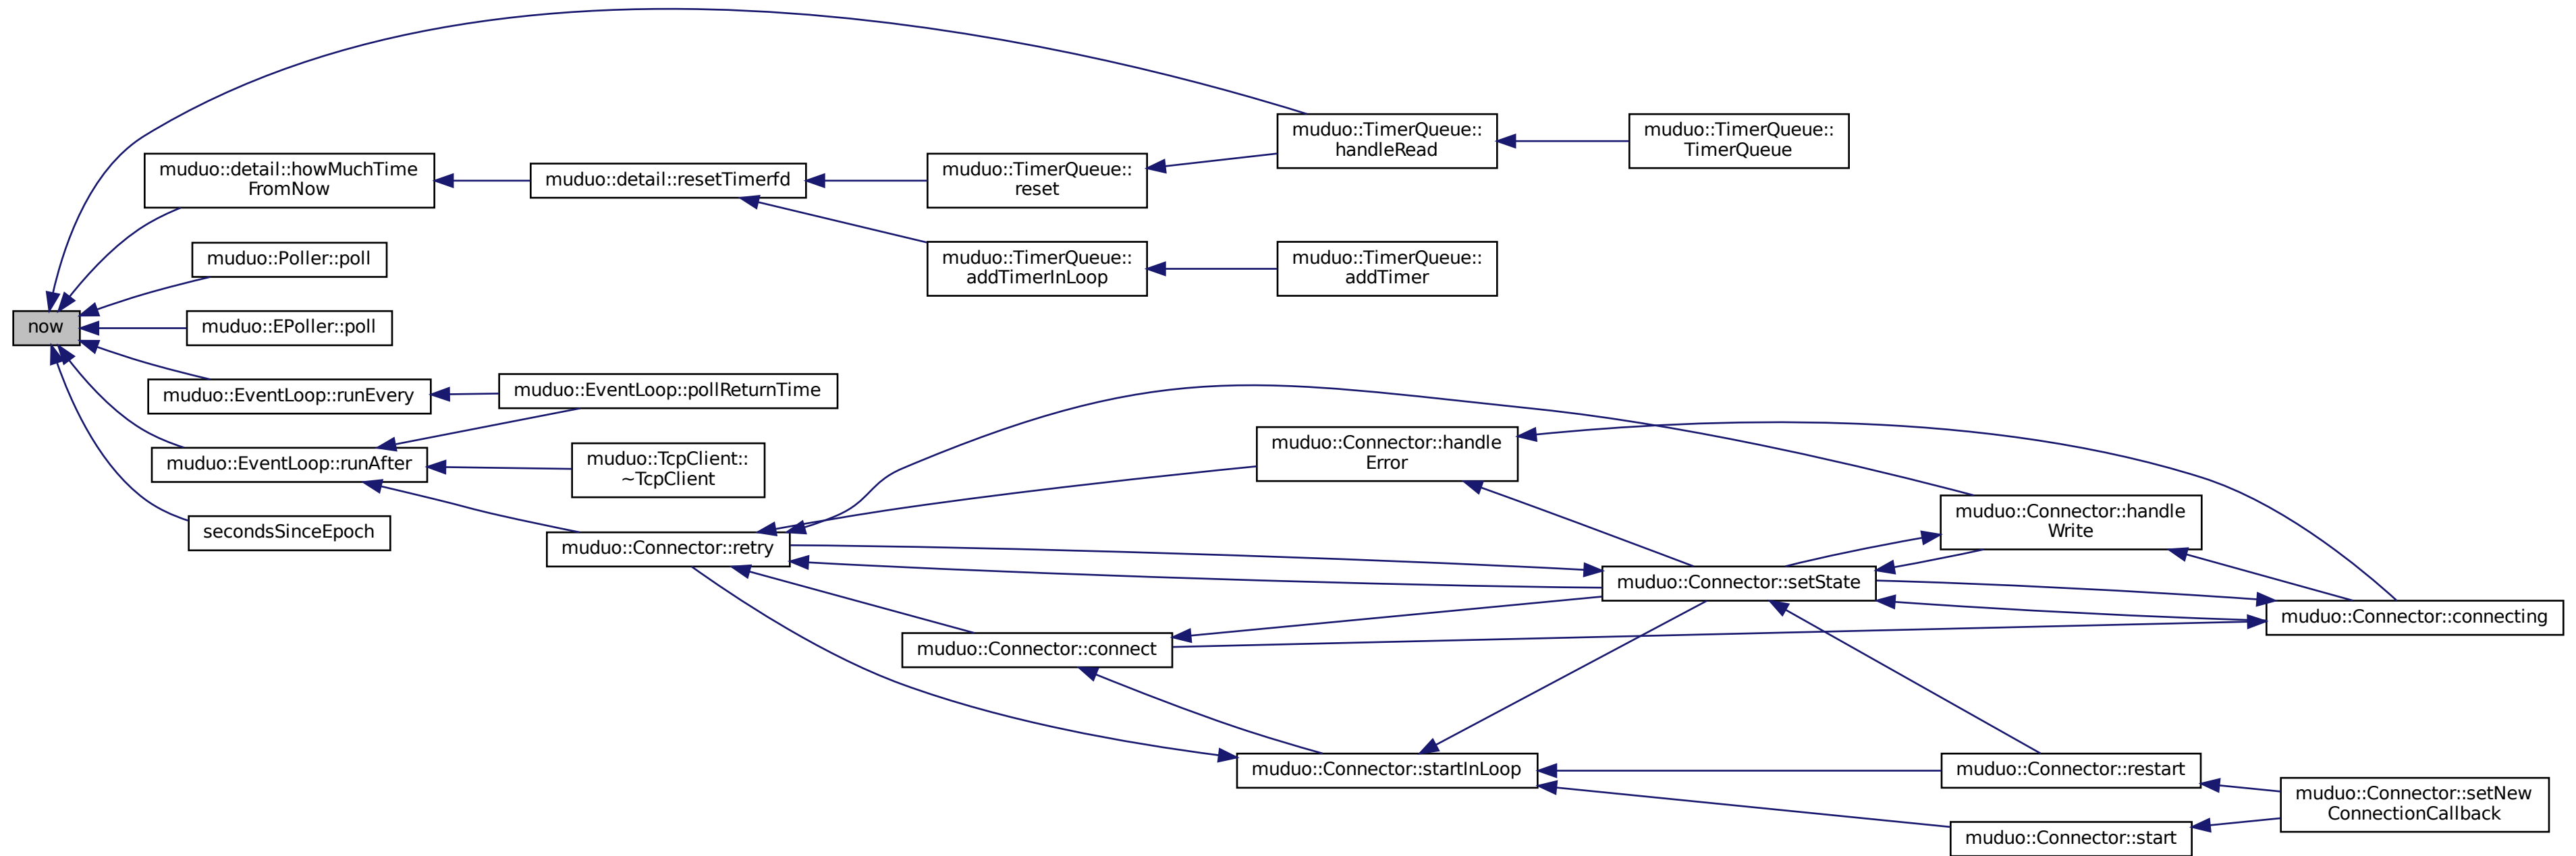 now
muduo::detail::howMuchTime
FromNow
muduo::Poller::poll
muduo::EPoller::poll
muduo::EventLoop::runEvery
muduo::EventLoop::runAfter
secondsSinceEpoch
muduo::detail::resetTimerfd
muduo::EventLoop::pollReturnTime
muduo::TcpClient::
~TcpClient
muduo::Connector::retry
muduo::TimerQueue::
reset
muduo::TimerQueue::
addTimerInLoop
muduo::Connector::connect
muduo::TimerQueue::
handleRead
muduo::TimerQueue::
addTimer
muduo::Connector::handle
Error
muduo::Connector::startInLoop
muduo::TimerQueue::
TimerQueue
muduo::Connector::setState
muduo::Connector::handle
Write
muduo::Connector::restart
muduo::Connector::start
muduo::Connector::connecting
muduo::Connector::setNew
ConnectionCallback